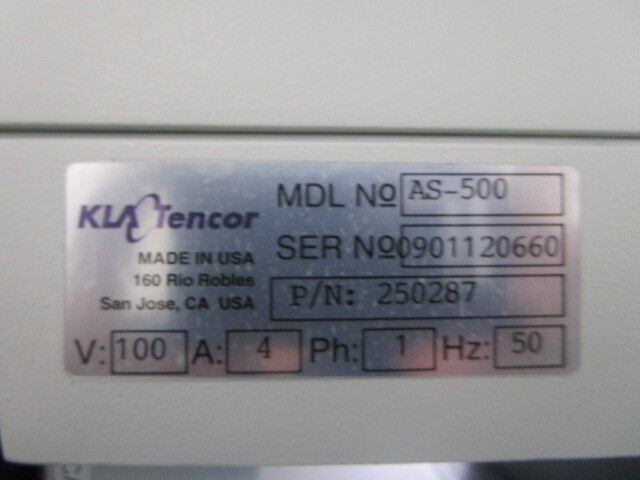 KLA Tencor
MADE IN USA
160 Rio Robles
San Jose, CA USA
MDL Nº AS-500
SER Nº 0901120660
P/N: 250287
V: 100 A: 4 Ph: 1 Hz: 50